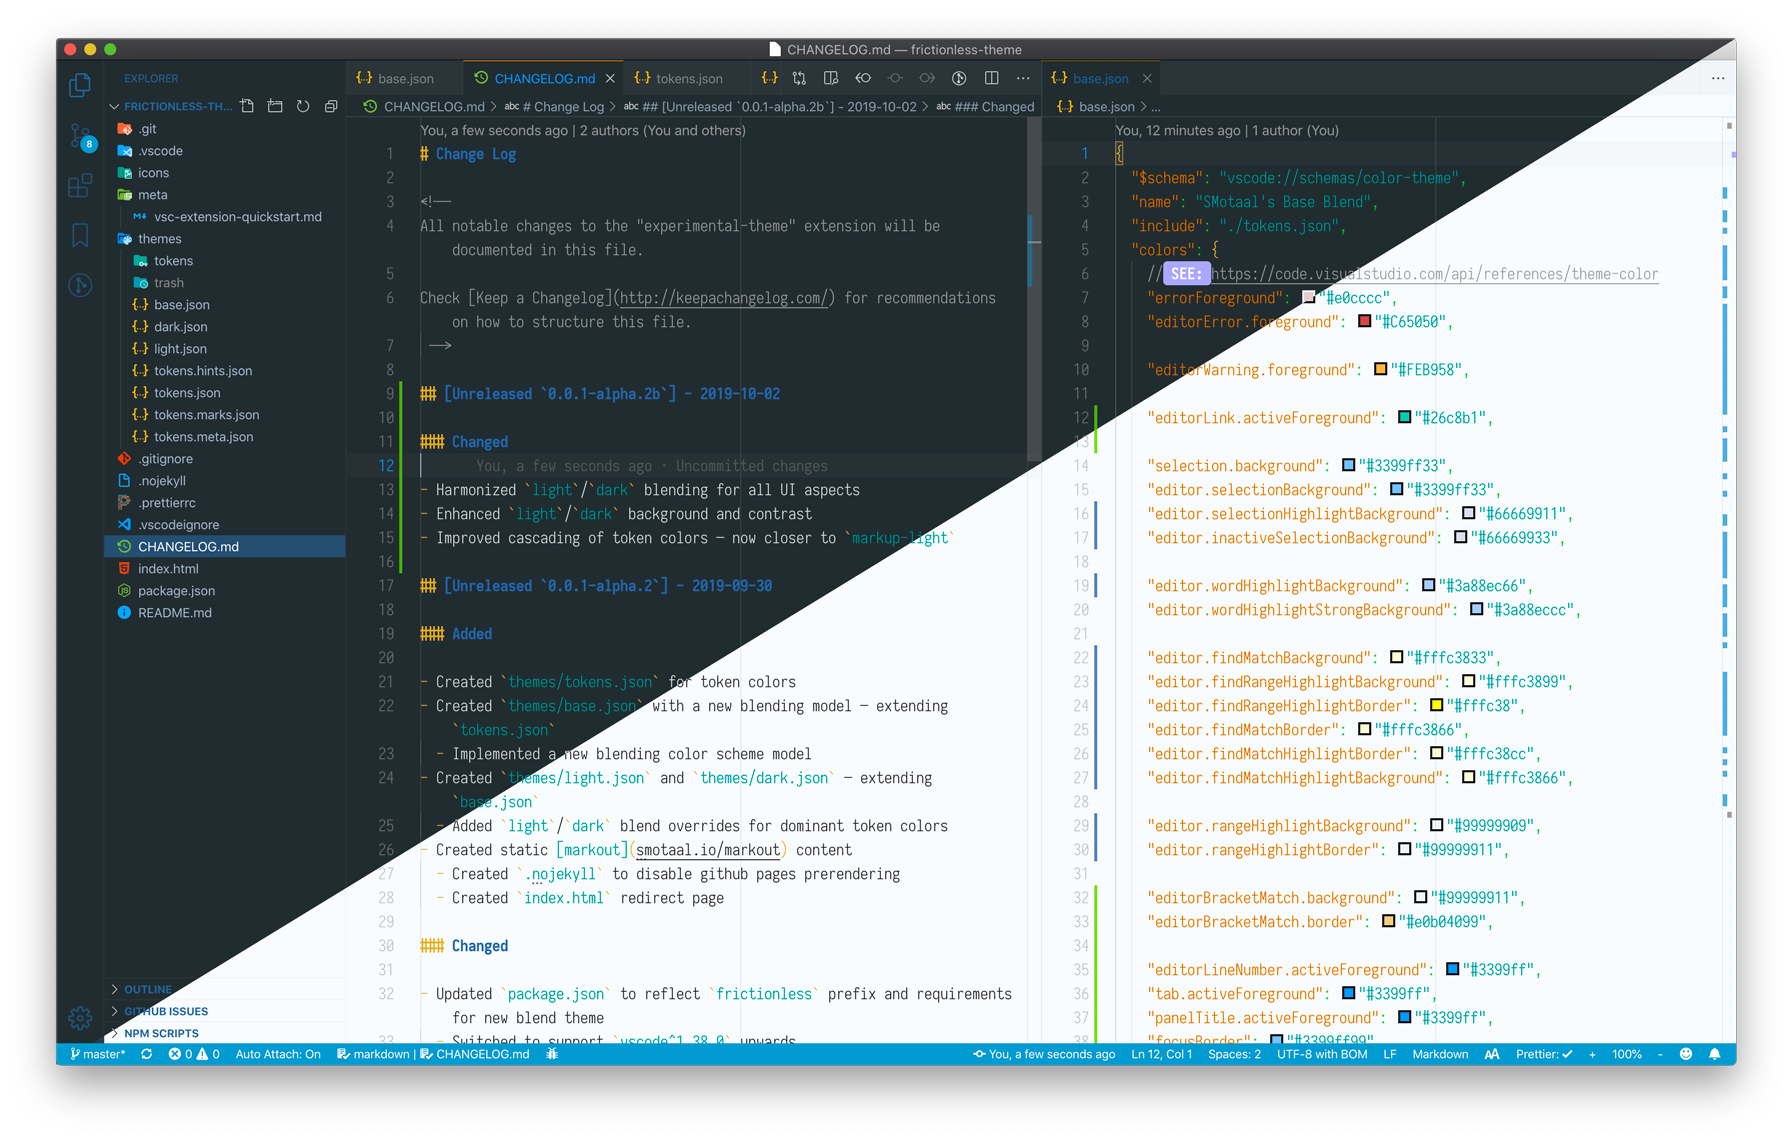 CHANGELOG.md — frictionless-theme
EXPLORER
FRICTIONLESS-TH...
.git
.vscode
icons
meta
vsc-extension-quickstart.md
themes
tokens
trash
base.json
dark.json
light.json
tokens.hints.json
tokens.json
tokens.marks.json
tokens.meta.json
.gitignore
.nojekyll
.prettierrc
.vscodeignore
CHANGELOG.md
index.html
package.json
README.md
OUTLINE
GITHUB ISSUES
NPM SCRIPTS
8
{..} base.json
CHANGELOG.md ×
{..} tokens.json
CHANGELOG.md > abc # Change Log > abc ## [Unreleased `0.0.1-alpha.2b`] - 2019-10-02 > abc ### Changed
You, a few seconds ago | 2 authors (You and others)
1 # Change Log
2
3 <!--
4 All notable changes to the "experimental-theme" extension will be
documented in this file.
5
6 Check [Keep a Changelog](http://keepachangelog.com/) for recommendations
on how to structure this file.
7 -->
8
9 ## [Unreleased `0.0.1-alpha.2b`] - 2019-10-02
10
11 ### Changed
12 You, a few seconds ago · Uncommitted changes
13 - Harmonized `light`/`dark` blending for all UI aspects
14 - Enhanced `light`/`dark` background and contrast
15 - Improved cascading of token colors — now closer to `markup-light`
16
17 ## [Unreleased `0.0.1-alpha.2`] - 2019-09-30
18
19 ### Added
20
21 - Created `themes/tokens.json` for token colors
22 - Created `themes/base.json` with a new blending model — extending
`tokens.json`
23 - Implemented a new blending color scheme model
24 - Created `themes/light.json` and `themes/dark.json` — extending
`base.json`
25 - Added `light`/`dark` blend overrides for dominant token colors
26 - Created static [markout](smotaal.io/markout) content
27 - Created `.nojekyll` to disable github pages prerendering
28 - Created `index.html` redirect page
29
30 ### Changed
31
32 - Updated `package.json` to reflect `frictionless` prefix and requirements
for new blend theme
33 - Switched to support `vscode^1.38.0` upwards
{..} base.json ×
{..} base.json > ...
You, 12 minutes ago | 1 author (You)
1 {
2 "$schema": "vscode://schemas/color-theme",
3 "name": "SMotaal's Base Blend",
4 "include": "./tokens.json",
5 "colors": {
6 // SEE: https://code.visualstudio.com/api/references/theme-color
7 "errorForeground": "#e0cccc",
8 "editorError.foreground": "#C65050",
9
10 "editorWarning.foreground": "#FEB958",
11
12 "editorLink.activeForeground": "#26c8b1",
13
14 "selection.background": "#3399ff33",
15 "editor.selectionBackground": "#3399ff33",
16 "editor.selectionHighlightBackground": "#66669911",
17 "editor.inactiveSelectionBackground": "#66669933",
18
19 "editor.wordHighlightBackground": "#3a88ec66",
20 "editor.wordHighlightStrongBackground": "#3a88eccc",
21
22 "editor.findMatchBackground": "#fffc3833",
23 "editor.findRangeHighlightBackground": "#fffc3899",
24 "editor.findRangeHighlightBorder": "#fffc38",
25 "editor.findMatchBorder": "#fffc3866",
26 "editor.findMatchHighlightBorder": "#fffc38cc",
27 "editor.findMatchHighlightBackground": "#fffc3866",
28
29 "editor.rangeHighlightBackground": "#99999909",
30 "editor.rangeHighlightBorder": "#99999911",
31
32 "editorBracketMatch.background": "#99999911",
33 "editorBracketMatch.border": "#e0b04099",
34
35 "editorLineNumber.activeForeground": "#3399ff",
36 "tab.activeForeground": "#3399ff",
37 "panelTitle.activeForeground": "#3399ff",
38 "focusBorder": "#3399ff99",
master* 0 0 Auto Attach: On markdown | CHANGELOG.md You, a few seconds ago Ln 12, Col 1 Spaces: 2 UTF-8 with BOM LF Markdown AA Prettier: ✓ + 100% -